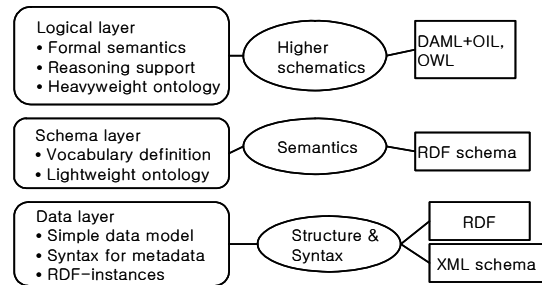 Logical layer
• Formal semantics
• Reasoning support
• Heavyweight ontology
Higher
schematics
DAML+OIL,
OWL
Schema layer
• Vocabulary definition
• Lightweight ontology
Semantics
RDF schema
Data layer
• Simple data model
• Syntax for metadata
• RDF-instances
Structure &
Syntax
RDF
XML schema